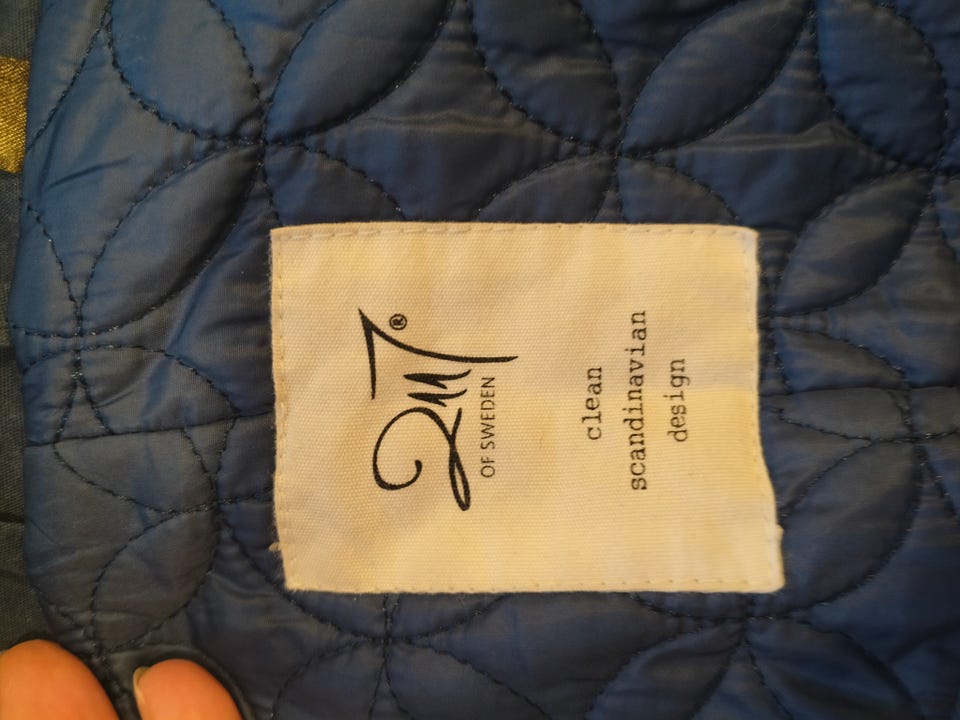 2117®
OF SWEDEN
clean
scandinavian
design